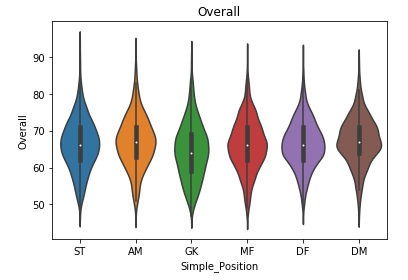 Overall
90
80
70
60
50
Overall
ST AM GK MF DF DM
Simple_Position